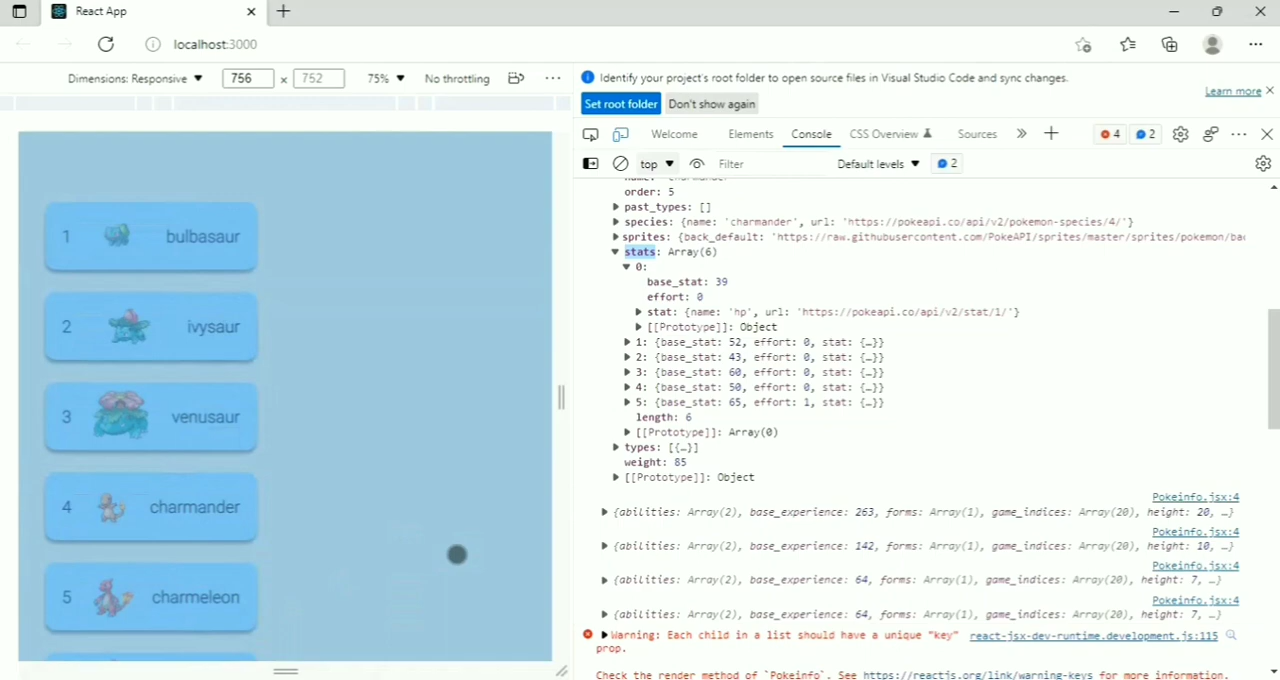 React App
localhost:3000
Dimensions: Responsive ▼ 756 x 752 75% ▼ No throttling
1 bulbasaur
2 ivysaur
3 venusaur
4 charmander
5 charmeleon
Identify your project's root folder to open source files in Visual Studio Code and sync changes.
Learn more
Set root folder Don't show again
Welcome Elements Console CSS Overview Sources 4 2
top ▼ Filter Default levels ▼ 2
order: 5
past_types: []
species: {name: 'charmander', url: 'https://pokeapi.co/api/v2/pokemon-species/4/'}
sprites: {back_default: 'https://raw.githubusercontent.com/PokeAPI/sprites/master/sprites/pokemon/bac
stats: Array(6)
0:
base_stat: 39
effort: 0
stat: {name: 'hp', url: 'https://pokeapi.co/api/v2/stat/1/'}
[[Prototype]]: Object
1: {base_stat: 52, effort: 0, stat: {…}}
2: {base_stat: 43, effort: 0, stat: {…}}
3: {base_stat: 60, effort: 0, stat: {…}}
4: {base_stat: 50, effort: 0, stat: {…}}
5: {base_stat: 65, effort: 1, stat: {…}}
length: 6
[[Prototype]]: Array(0)
types: [{…}]
weight: 85
[[Prototype]]: Object
Pokeinfo.jsx:4
{abilities: Array(2), base_experience: 263, forms: Array(1), game_indices: Array(20), height: 20, …}
Pokeinfo.jsx:4
{abilities: Array(2), base_experience: 142, forms: Array(1), game_indices: Array(20), height: 10, …}
Pokeinfo.jsx:4
{abilities: Array(2), base_experience: 64, forms: Array(1), game_indices: Array(20), height: 7, …}
Pokeinfo.jsx:4
{abilities: Array(2), base_experience: 64, forms: Array(1), game_indices: Array(20), height: 7, …}
Warning: Each child in a list should have a unique "key" react-jsx-dev-runtime.development.js:115
prop.
Check the render method of `Pokeinfo`. See https://reactjs.org/link/warning-keys for more information.